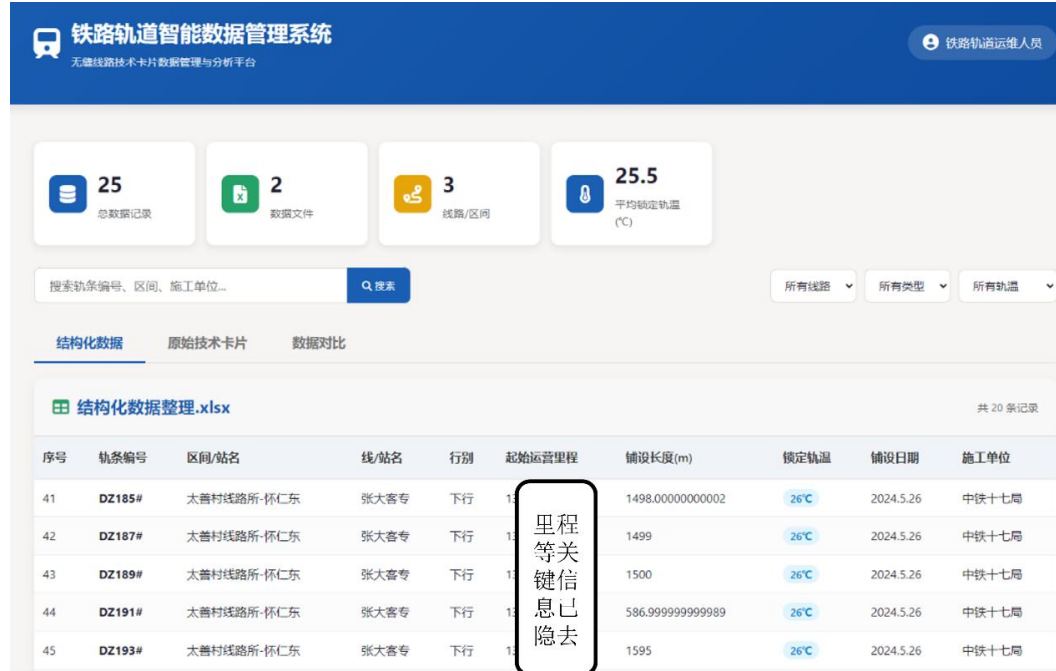 铁路轨道智能数据管理系统
无缝线路技术卡片数据管理与分析平台
铁路轨道运维人员
25
总数据记录
2
数据文件
3
线路/区间
25.5
平均锁定轨温
(℃)
搜索轨条编号、区间、施工单位...
搜索
所有线路
所有类型
所有轨温
结构化数据 原始技术卡片 数据对比
结构化数据整理.xlsx
共 20 条记录
序号 轨条编号 区间/站名 线/站名 行别 起始运营里程 铺设长度(m) 锁定轨温 铺设日期 施工单位
41 DZ185# 太善村线路所-怀仁东 张大客专 下行 1498.00000000002 26℃ 2024.5.26 中铁十七局
42 DZ187# 太善村线路所-怀仁东 张大客专 下行 1499 26℃ 2024.5.26 中铁十七局
43 DZ189# 太善村线路所-怀仁东 张大客专 下行 1500 26℃ 2024.5.26 中铁十七局
44 DZ191# 太善村线路所-怀仁东 张大客专 下行 586.999999999989 26℃ 2024.5.26 中铁十七局
45 DZ193# 太善村线路所-怀仁东 张大客专 下行 1595 26℃ 2024.5.26 中铁十七局
里程
等关
键信
息已
隐去